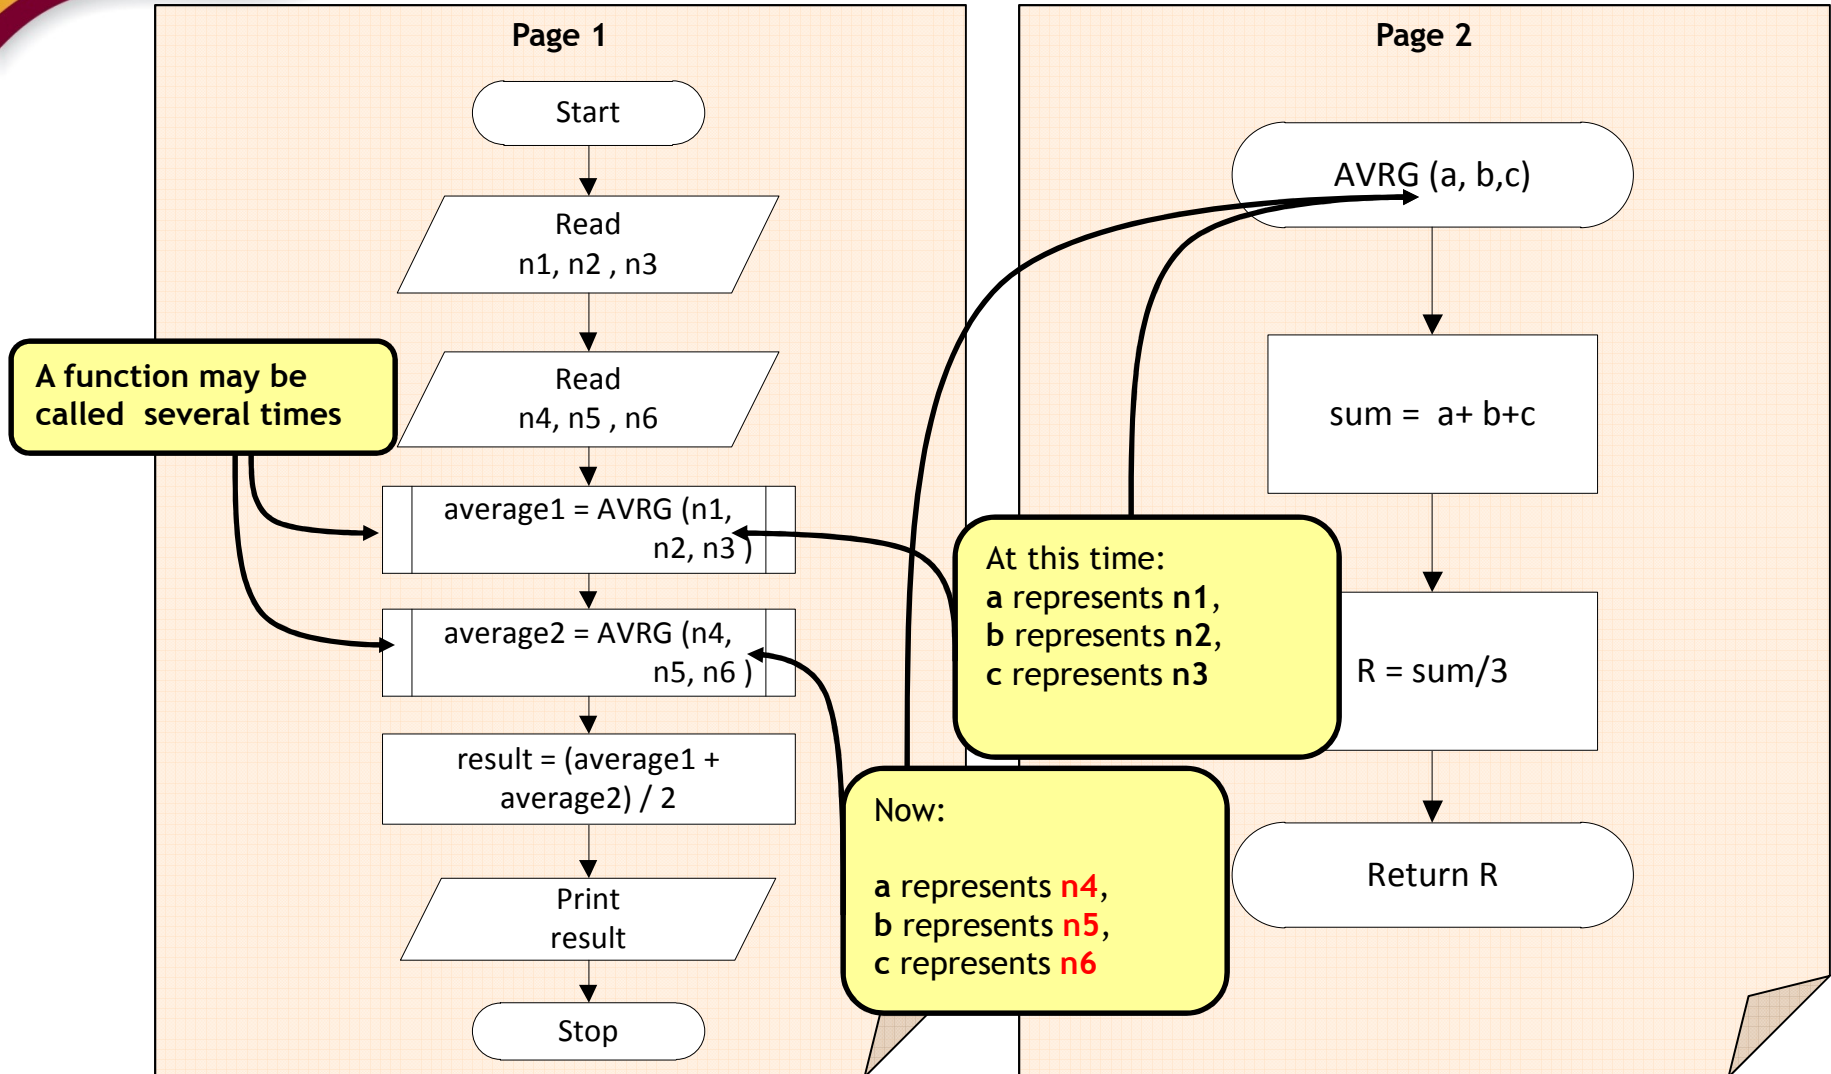 Page 1
Start
Read
n1, n2 , n3
Read
n4, n5 , n6
A function may be
called several times
average1 = AVRG (n1,
n2, n3 )
average2 = AVRG (n4,
n5, n6 )
result = (average1 +
average2) / 2
Print
result
Stop
Page 2
AVRG (a, b,c)
sum = a+ b+c
At this time:
a represents n1,
b represents n2,
c represents n3
R = sum/3
Now:
a represents n4,
b represents n5,
c represents n6
Return R